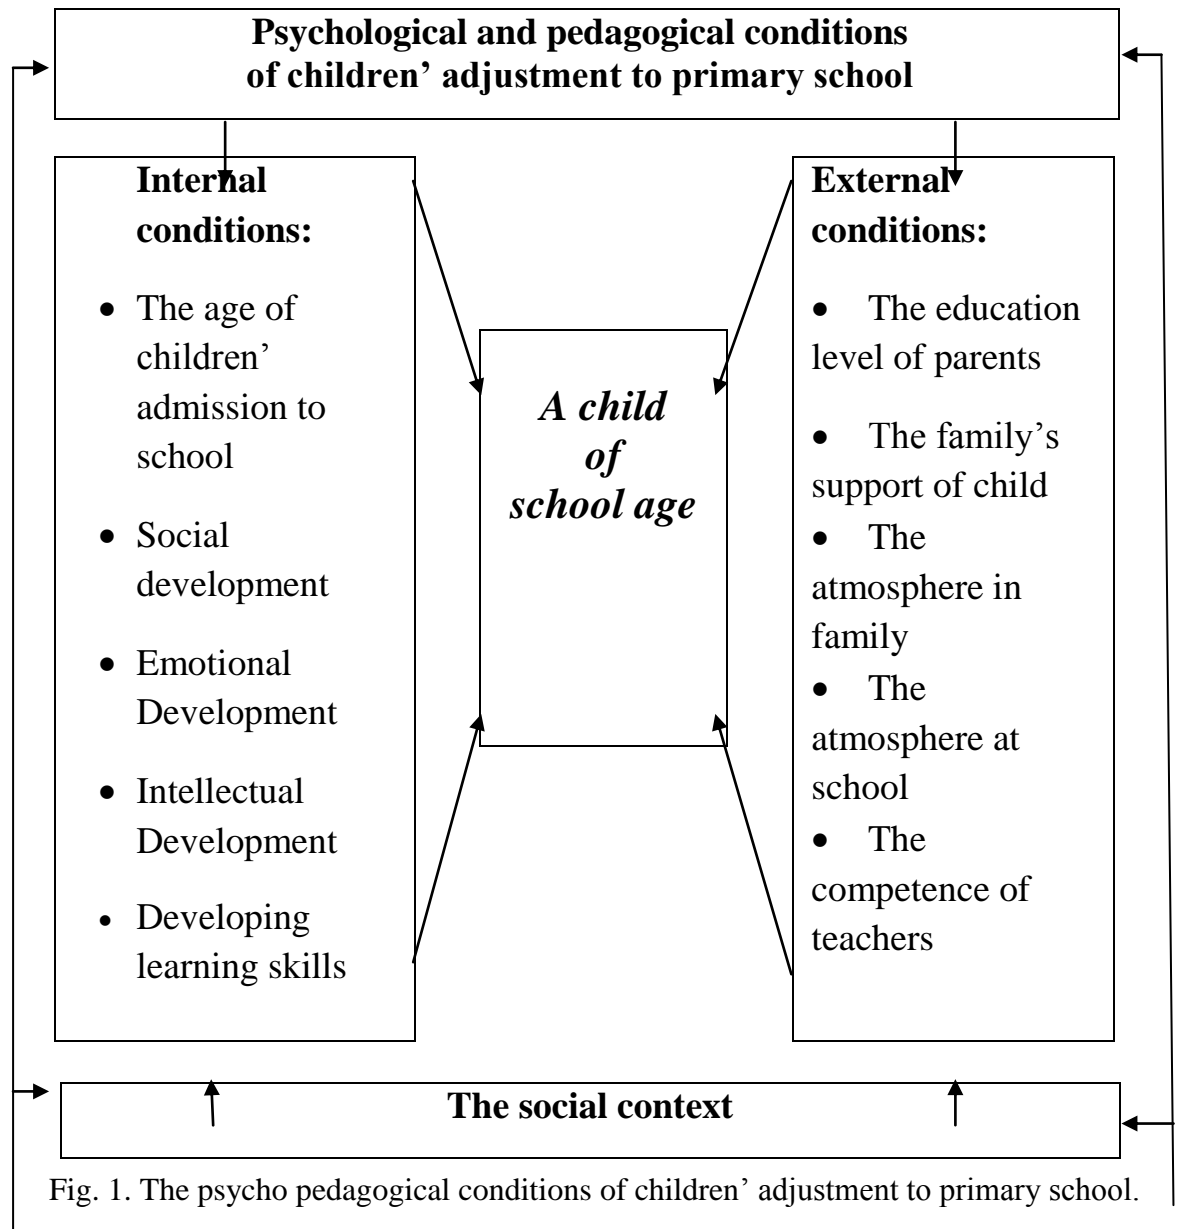 Psychological and pedagogical conditions
of children’ adjustment to primary school
Internal
conditions:
• The age of
children’
admission to
school
• Social
development
• Emotional
Development
• Intellectual
Development
• Developing
learning skills
A child
of
school age
External
conditions:
• The education
level of parents
• The family’s
support of child
• The
atmosphere in
family
• The
atmosphere at
school
• The
competence of
teachers
The social context
Fig. 1. The psycho pedagogical conditions of children’ adjustment to primary school.